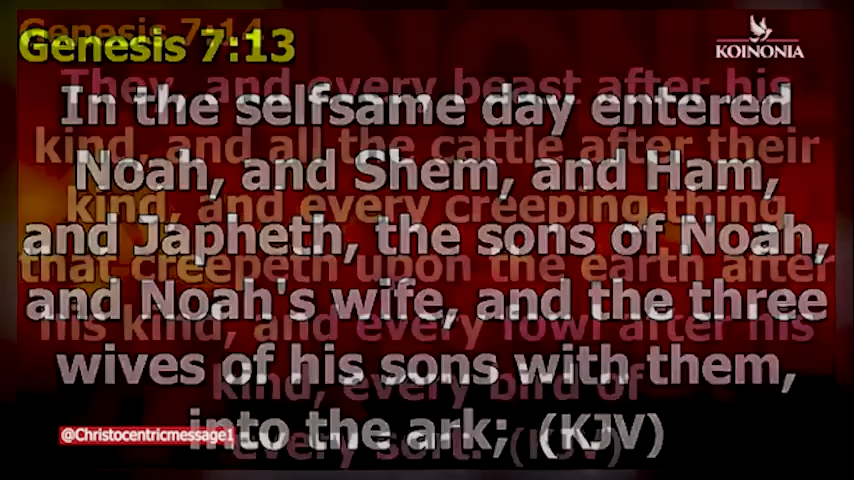 Genesis 7:14
Genesis 7:13
KOINONIA
In the selfsame day entered
Noah, and Shem, and Ham,
and Japheth, the sons of Noah,
and Noah's wife, and the three
wives of his sons with them,
into the ark; (KJV)
They, and every beast after his
kind, and all the cattle after their
kind, and every creeping thing
that creepeth upon the earth after
his kind, and every fowl after his
kind, every bird of
every sort. (KJV)
@Christocentricmessage1